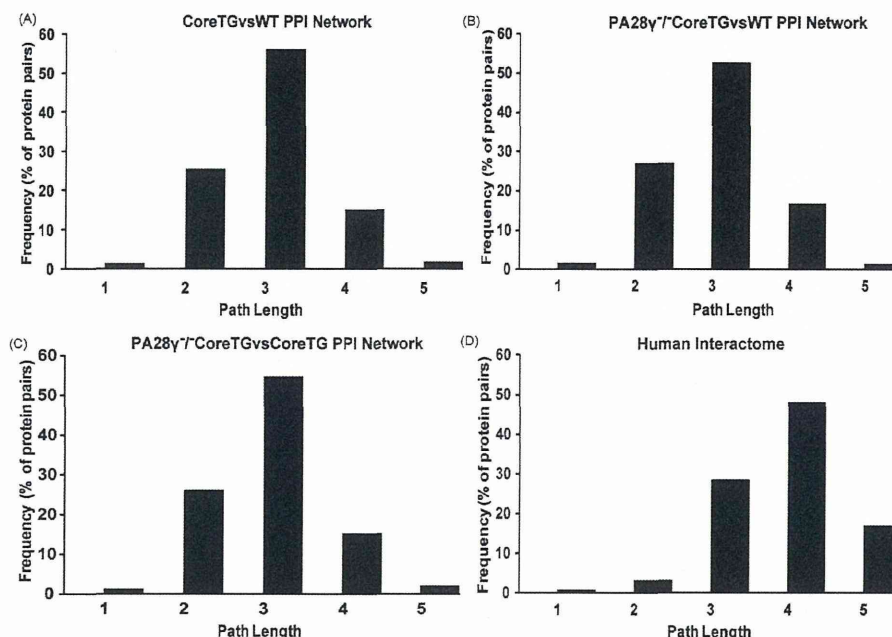 (A)
CoreTGvsWT PPI Network
Frequency (% of protein pairs)
60
50
40
30
20
10
0
1 2 3 4 5
Path Length
(B)
PA28γ⁻/⁻CoreTGvsWT PPI Network
Frequency (% of protein pairs)
60
50
40
30
20
10
0
1 2 3 4 5
Path Length
(C)
PA28γ⁻/⁻CoreTGvsCoreTG PPI Network
Frequency (% of protein pairs)
60
50
40
30
20
10
0
1 2 3 4 5
Path Length
(D)
Human Interactome
Frequency (% of protein pairs)
60
50
40
30
20
10
0
1 2 3 4 5
Path Length